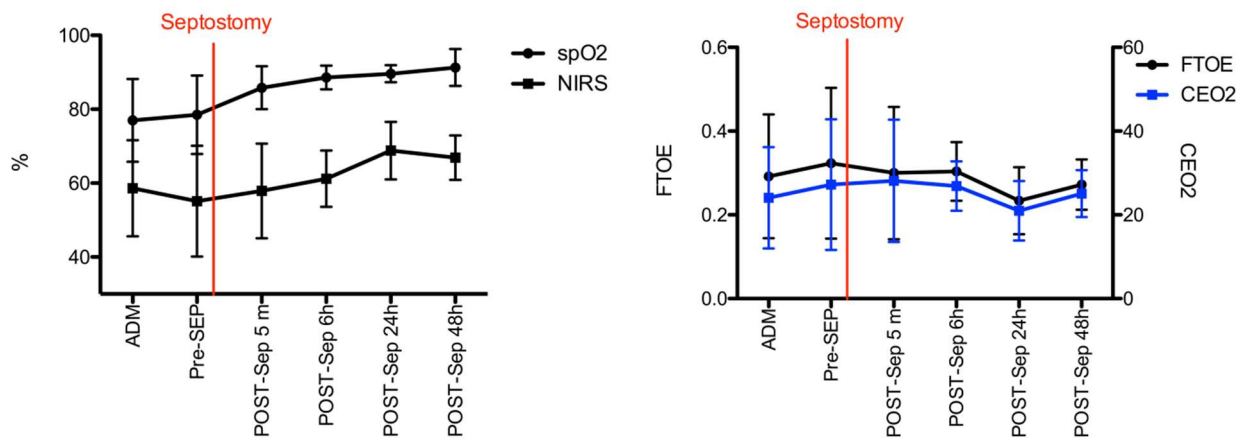 Septostomy
100
80
60
40
%
spO2
NIRS
ADM
Pre-SEP
POST-Sep 5 m
POST-Sep 6h
POST-Sep 24h
POST-Sep 48h
Septostomy
0.6
0.4
0.2
0.0
FTOE
60
40
20
0
CEO2
FTOE
CEO2
ADM
Pre-SEP
POST-Sep 5 m
POST-Sep 6h
POST-Sep 24h
POST-Sep 48h